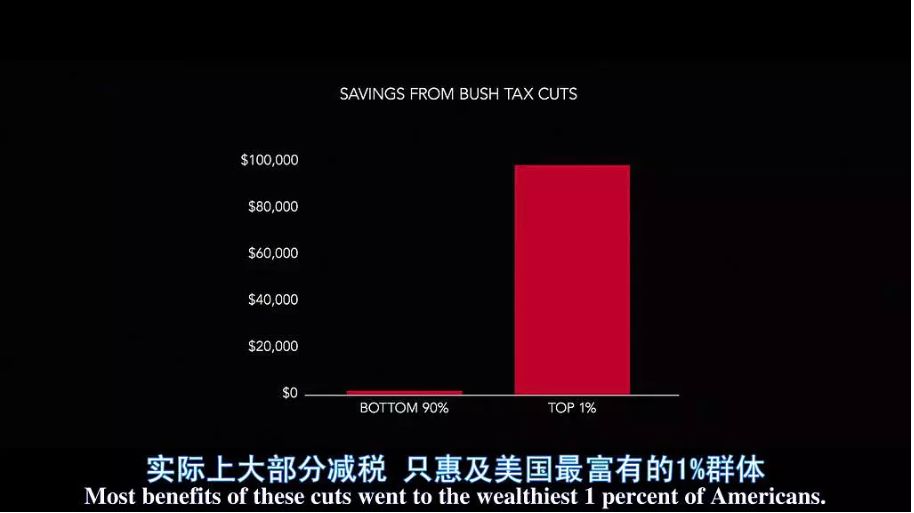 SAVINGS FROM BUSH TAX CUTS
$100,000
$80,000
$60,000
$40,000
$20,000
$0
BOTTOM 90%
TOP 1%
实际上大部分减税 只惠及美国最富有的1%群体
Most benefits of these cuts went to the wealthiest 1 percent of Americans.